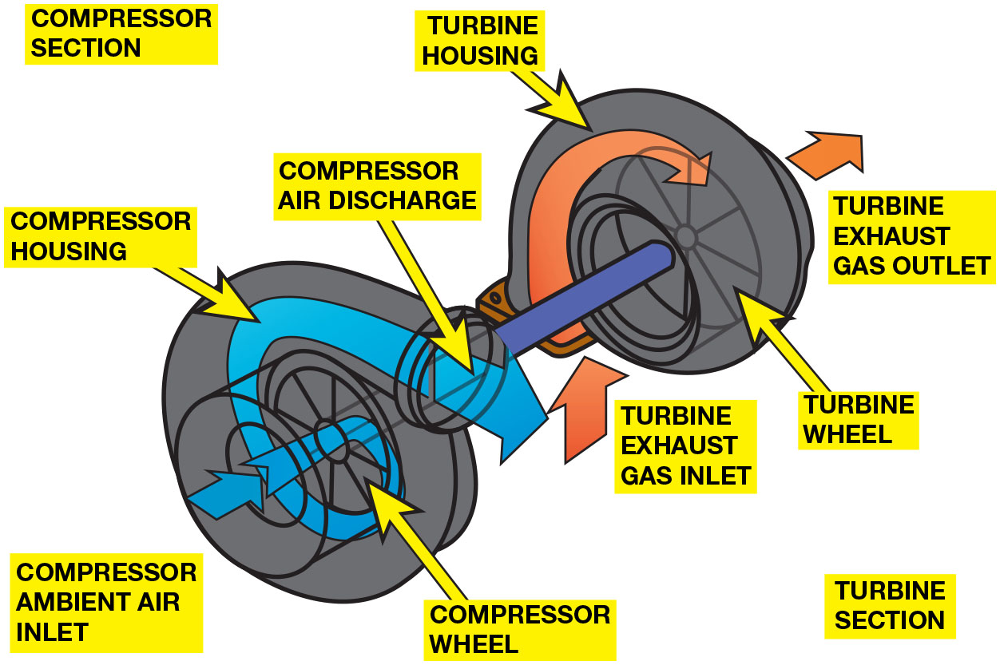 COMPRESSOR
SECTION
TURBINE
HOUSING
COMPRESSOR
AIR DISCHARGE
COMPRESSOR
HOUSING
TURBINE
EXHAUST
GAS OUTLET
TURBINE
WHEEL
TURBINE
EXHAUST
GAS INLET
COMPRESSOR
AMBIENT AIR
INLET
COMPRESSOR
WHEEL
TURBINE
SECTION